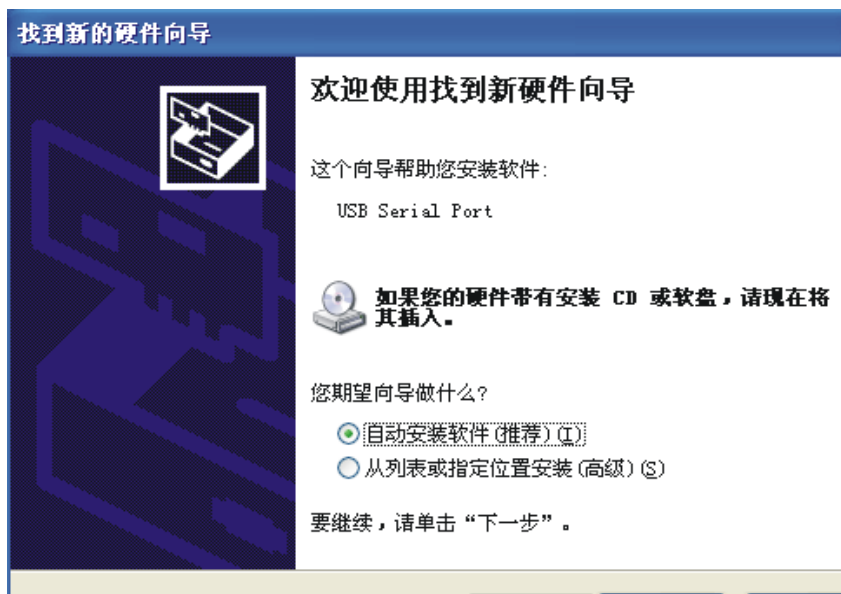 找到新的硬件向导
欢迎使用找到新硬件向导
这个向导帮助您安装软件:
USB Serial Port
如果您的硬件带有安装 CD 或软盘，请现在将
其插入。
您期望向导做什么?
自动安装软件(推荐)(I)
从列表或指定位置安装(高级)(S)
要继续，请单击“下一步”。